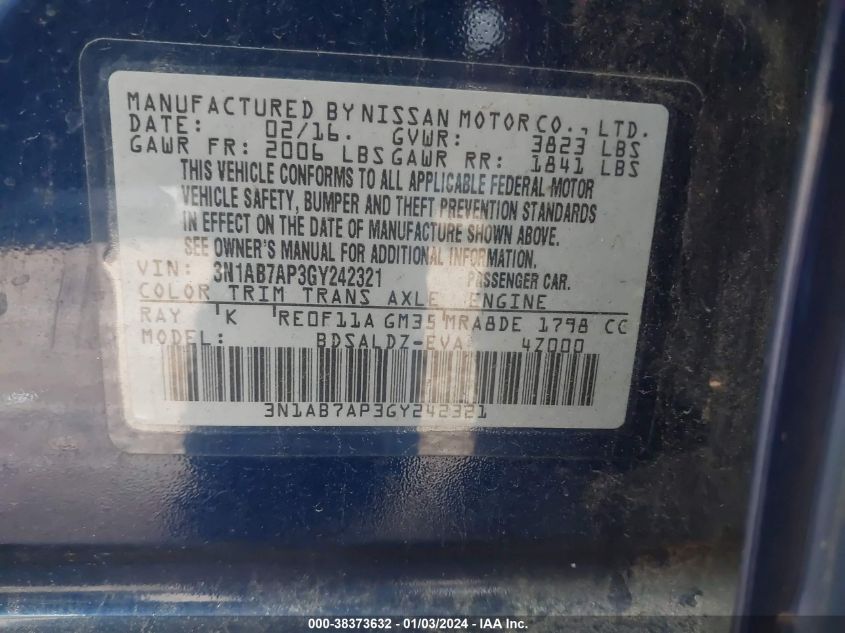 MANUFACTURED BY NISSAN MOTOR CO., LTD.
DATE: 02/16. GVWR: 3823 LBS
GAWR FR: 2006 LBS GAWR RR: 1841 LBS
THIS VEHICLE CONFORMS TO ALL APPLICABLE FEDERAL MOTOR
VEHICLE SAFETY, BUMPER AND THEFT PREVENTION STANDARDS
IN EFFECT ON THE DATE OF MANUFACTURE SHOWN ABOVE.
SEE OWNER'S MANUAL FOR ADDITIONAL INFORMATION.
VIN: 3N1AB7AP3GY242321 PASSENGER CAR.
COLOR TRIM TRANS AXLE ENGINE
RAY K RE0F11A GM35 MRA8DE 1798 CC
MODEL: BDSALDZ-EVA 4Z000
3N1AB7AP3GY242321
000-38373632 - 01/03/2024 - IAAI.COM